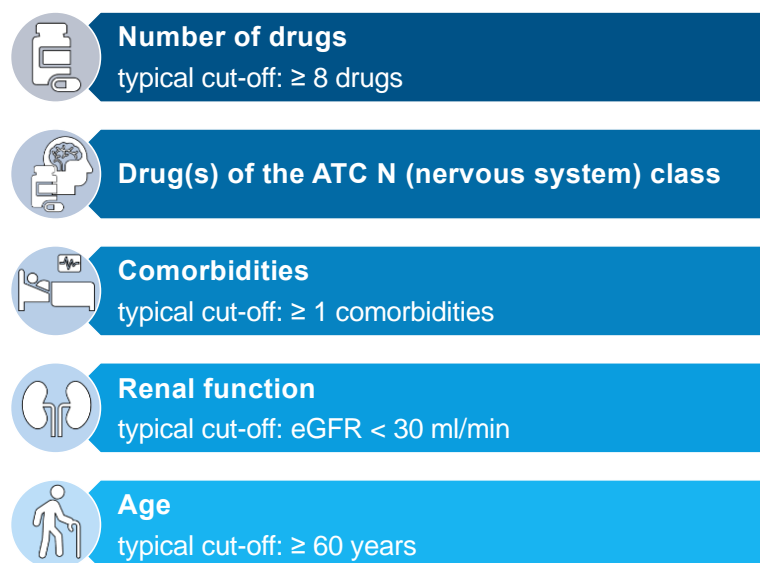 Number of drugs
typical cut-off: ≥ 8 drugs
Drug(s) of the ATC N (nervous system) class
Comorbidities
typical cut-off: ≥ 1 comorbidities
Renal function
typical cut-off: eGFR < 30 ml/min
Age
typical cut-off: ≥ 60 years